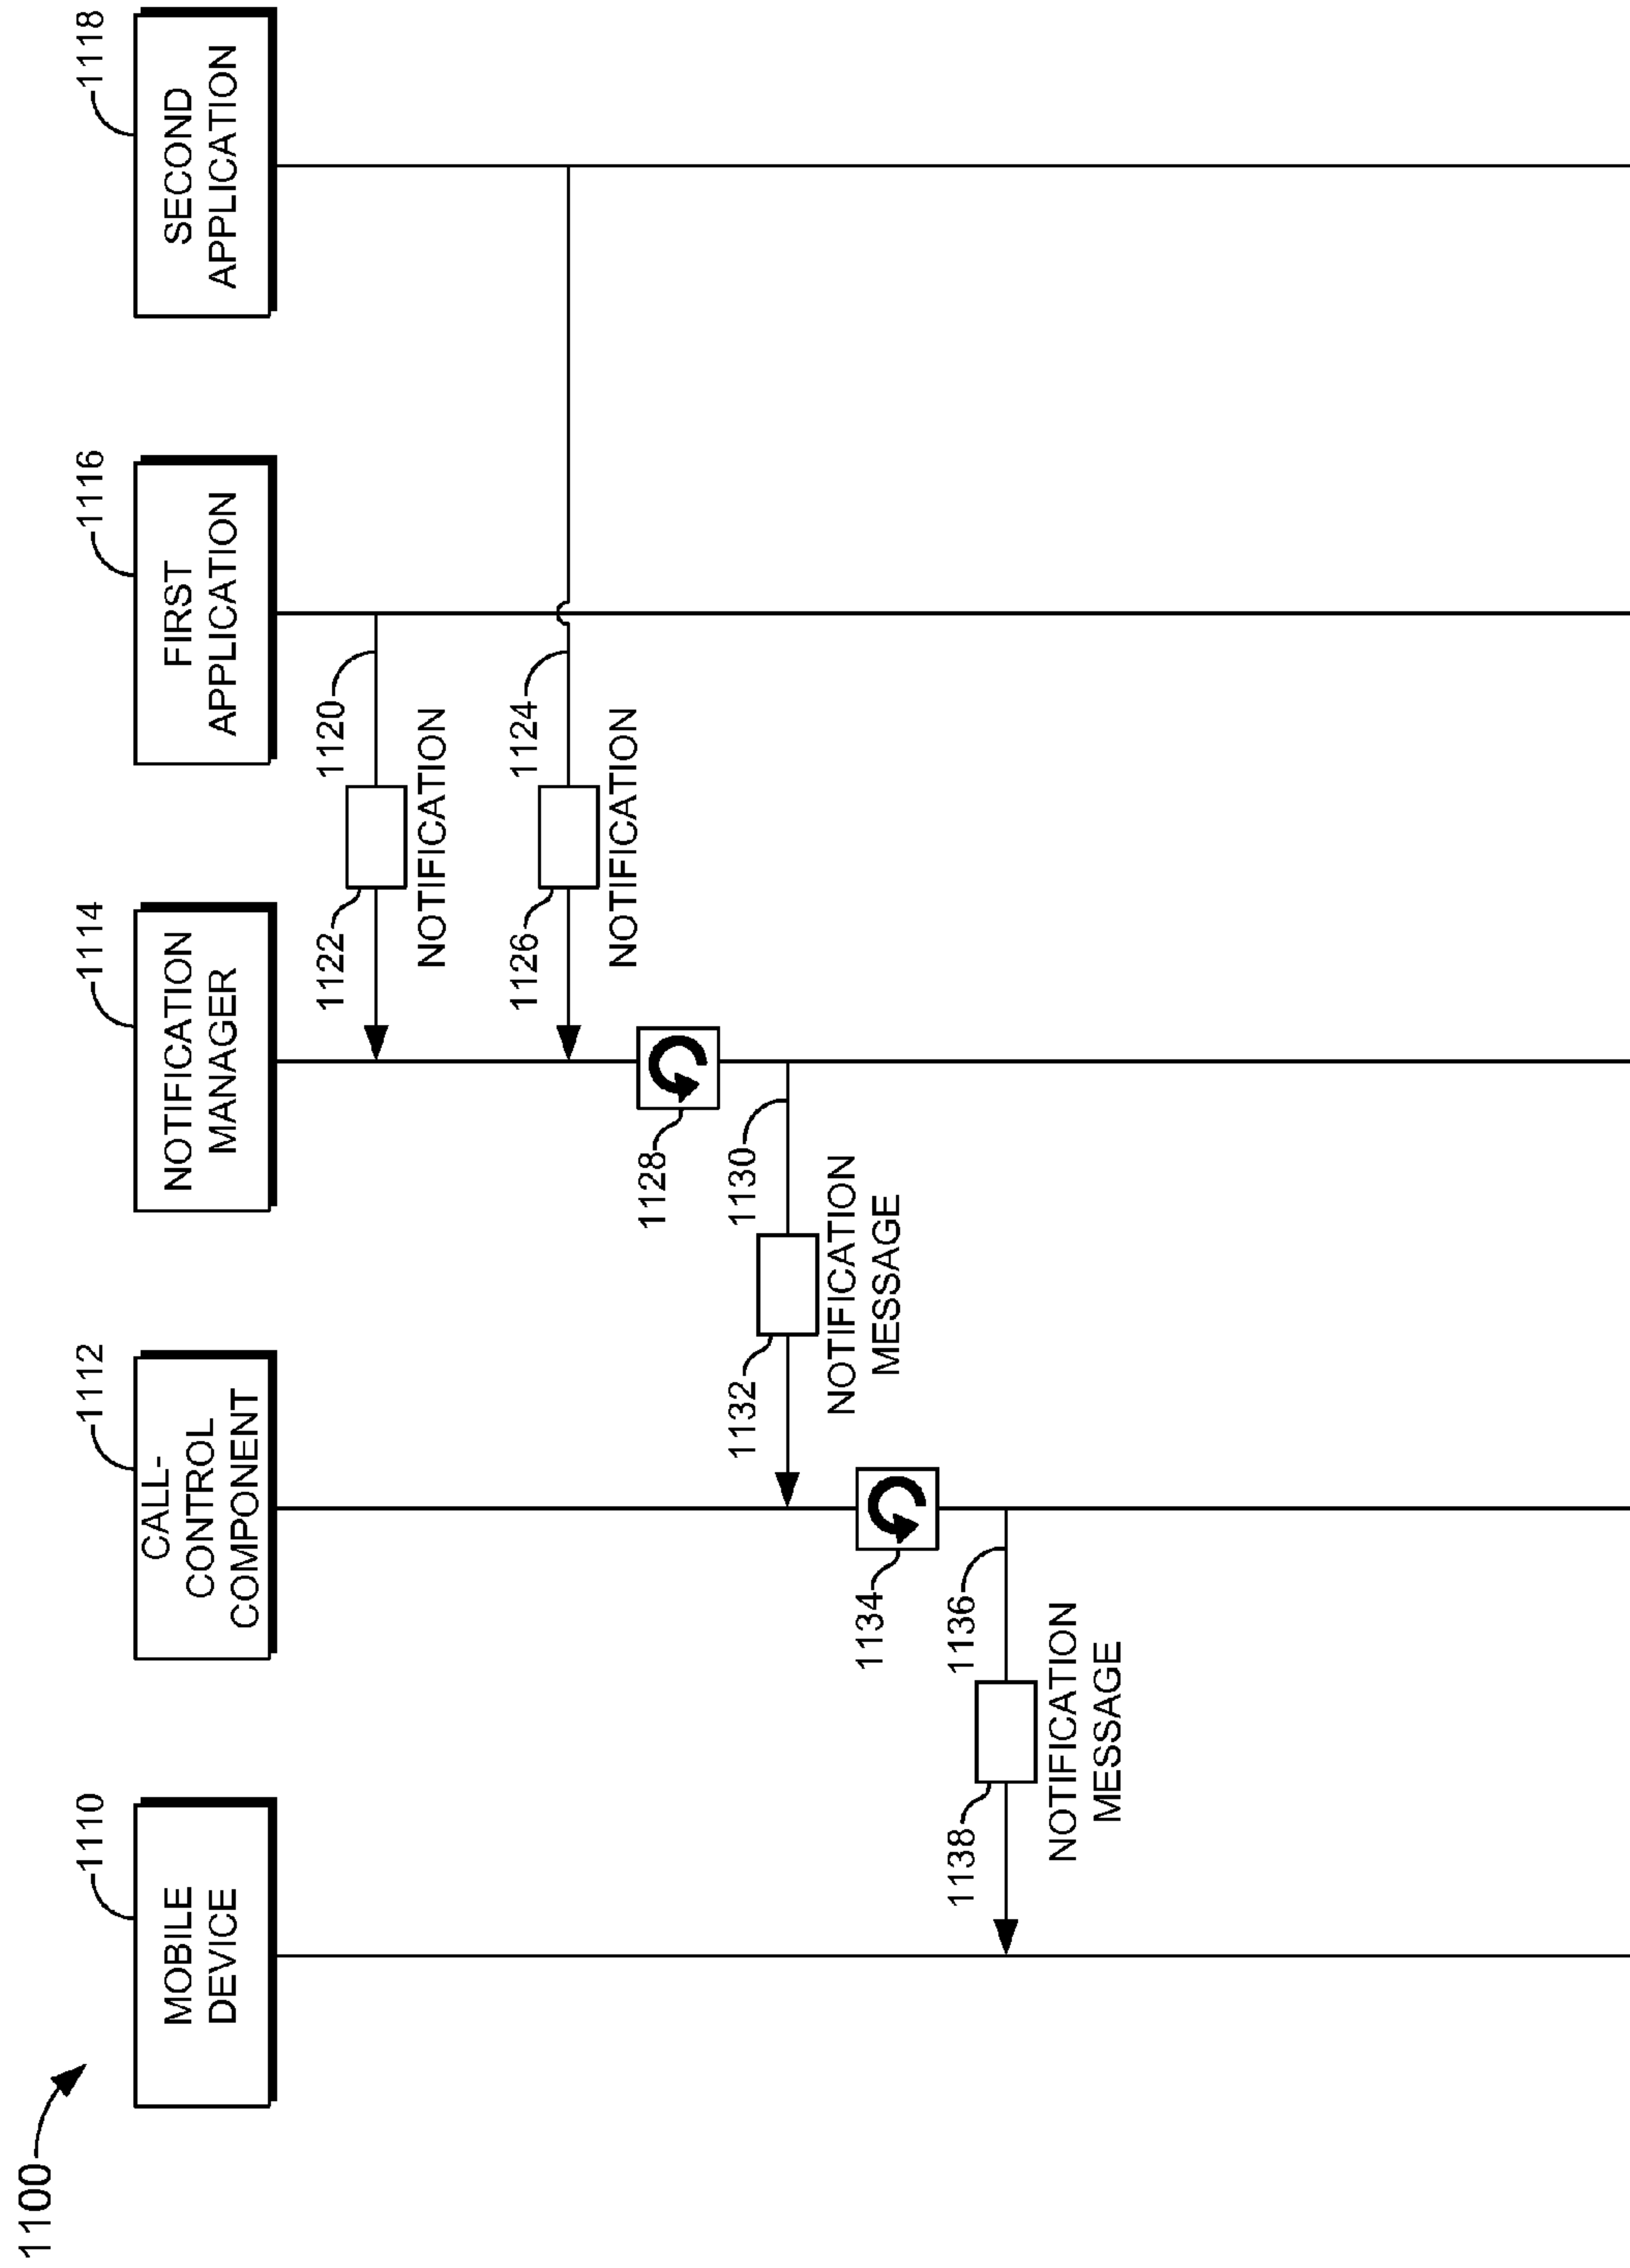 1100
1110
MOBILE
DEVICE
1112
CALL-
CONTROL
COMPONENT
1114
NOTIFICATION
MANAGER
1116
FIRST
APPLICATION
1118
SECOND
APPLICATION
1122
1120
NOTIFICATION
1126
1124
NOTIFICATION
1128
1132
1130
NOTIFICATION
MESSAGE
1134
1138
1136
NOTIFICATION
MESSAGE